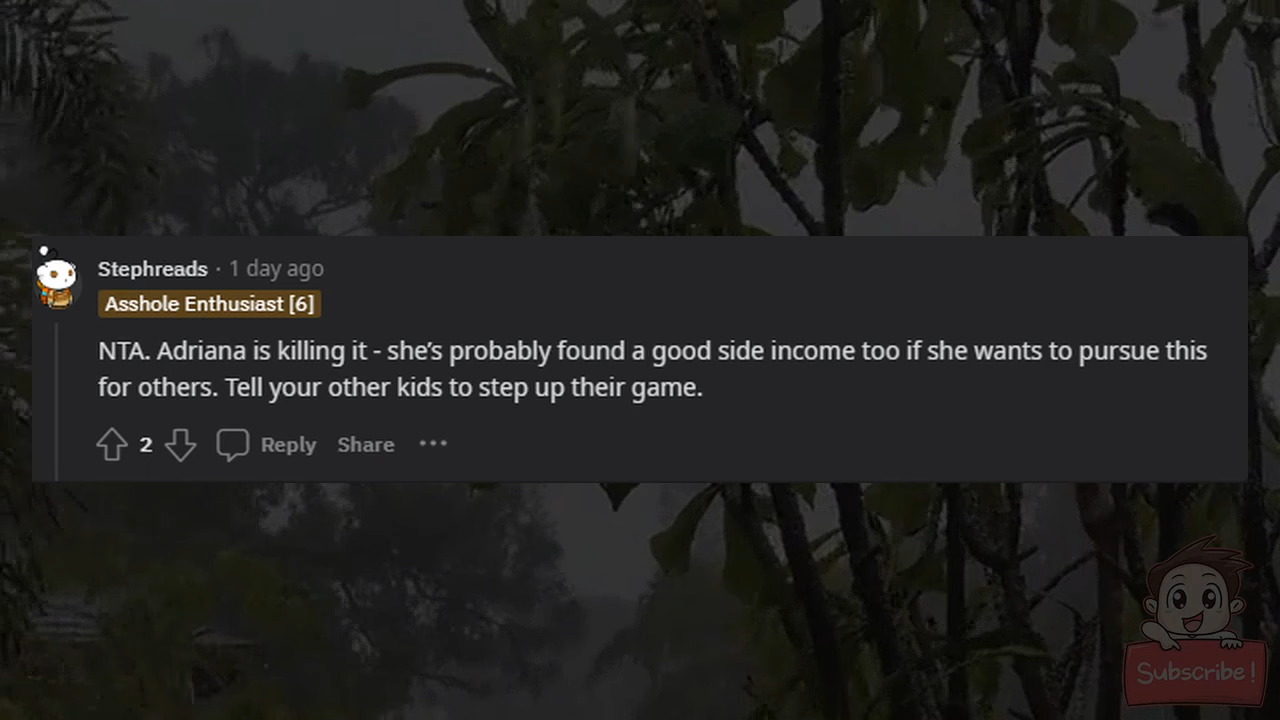 Stephreads · 1 day ago
Asshole Enthusiast [6]
NTA. Adriana is killing it - she’s probably found a good side income too if she wants to pursue this
for others. Tell your other kids to step up their game.
2 Reply Share ···
Subscribe!